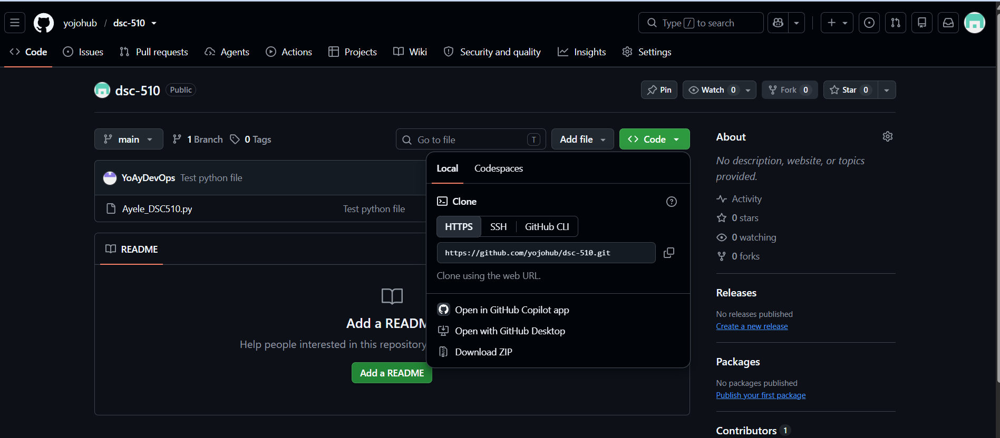 yojohub / dsc-510
Type / to search
Code Issues Pull requests Agents Actions Projects Wiki Security and quality Insights Settings
dsc-510 Public
Pin Watch 0 Fork 0 Star 0
main 1 Branch 0 Tags Go to file T Add file Code
YoAyDevOps Test python file
Ayele_DSC510.py Test python file
README
Add a READM
Help people interested in this repository
Add a README
Local Codespaces
Clone
HTTPS SSH GitHub CLI
https://github.com/yojohub/dsc-510.git
Clone using the web URL.
Open in GitHub Copilot app
Open with GitHub Desktop
Download ZIP
About
No description, website, or topics
provided.
Activity
0 stars
0 watching
0 forks
Releases
No releases published
Create a new release
Packages
No packages published
Publish your first package
Contributors 1